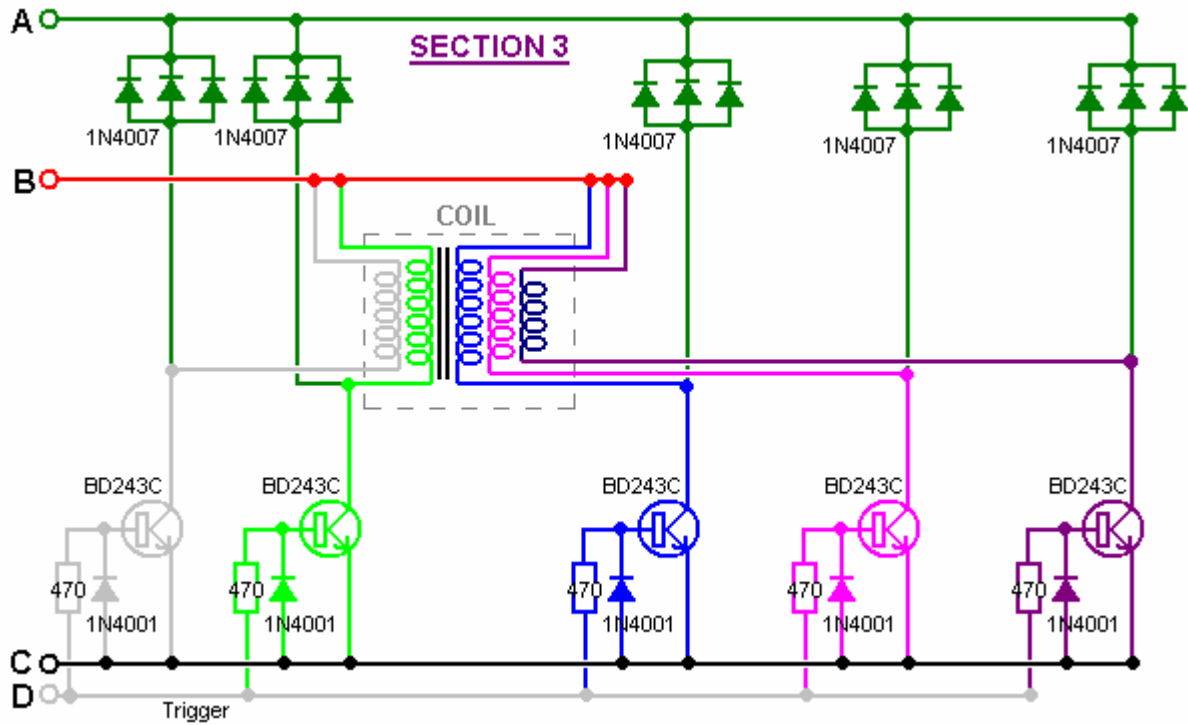 A
SECTION 3
1N4007
1N4007
1N4007
1N4007
1N4007
B
COIL
BD243C
BD243C
BD243C
BD243C
BD243C
470
470
470
470
470
1N4001
1N4001
1N4001
1N4001
1N4001
C
D
Trigger